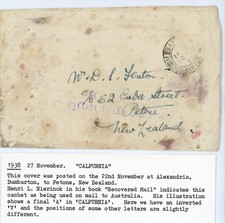 Mr D. S. Fenton.
62 Cuba Street.
Petone
New Zealand
1938 27 November. "CALPURNIA"
This cover was posted on the 22nd November at Alexandria,
Dumbarton, to Petone, New Zealand.
Henri L. Nierinck in his book "Recovered Mail" indicates this
cachet as being used on mail to Australia. His illustration
shows a final 'A' in 'CALPURNIA'. Here we have an inverted
'V' and the positions of some other letters are slightly
different.